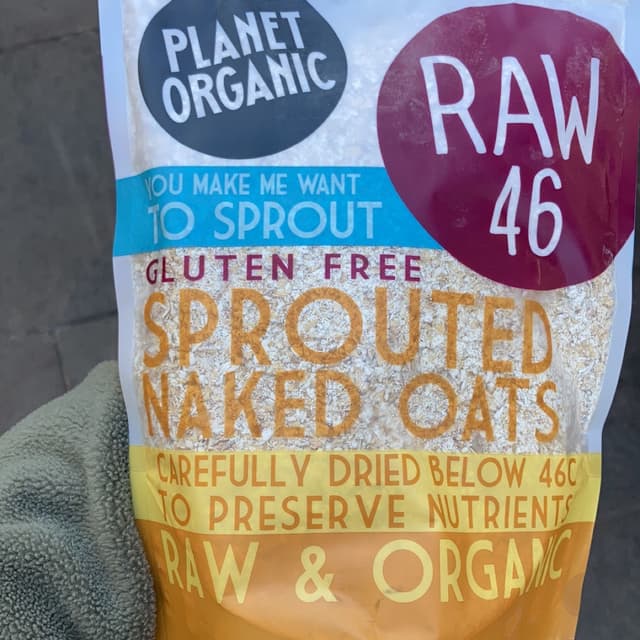 PLANET
ORGANIC
RAW
46
YOU MAKE ME WANT
TO SPROUT
GLUTEN FREE
SPROUTED
NAKED OATS
CAREFULLY DRIED BELOW 46C
TO PRESERVE NUTRIENTS
RAW & ORGANIC